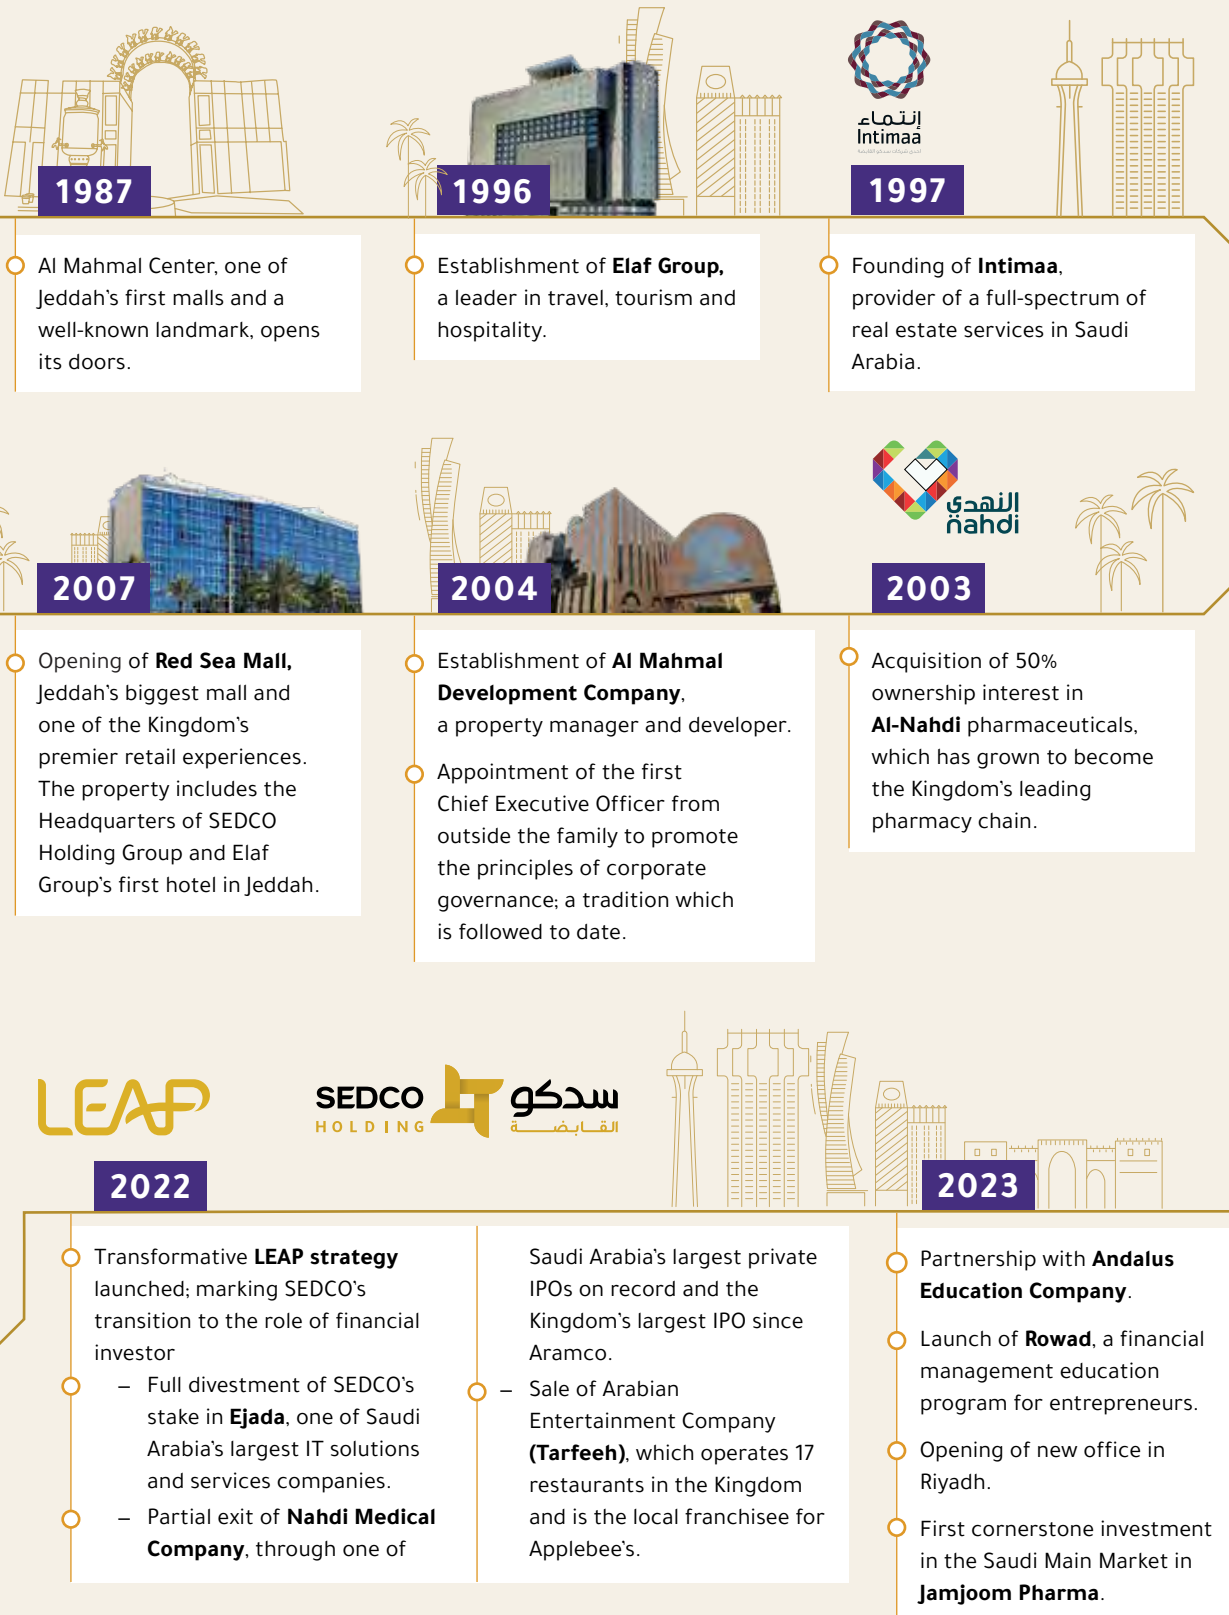 إنتماء
Intimaa
1987
1996
1997
Al Mahmal Center, one of
Jeddah's first malls and a
well-known landmark, opens
its doors.
Establishment of Elaf Group,
a leader in travel, tourism and
hospitality.
Founding of Intimaa,
provider of a full-spectrum of
real estate services in Saudi
Arabia.
النهدي
nahdi
2007
2004
2003
Opening of Red Sea Mall,
Jeddah's biggest mall and
one of the Kingdom's
premier retail experiences.
The property includes the
Headquarters of SEDCO
Holding Group and Elaf
Group's first hotel in Jeddah.
Establishment of Al Mahmal
Development Company,
a property manager and developer.
Appointment of the first
Chief Executive Officer from
outside the family to promote
the principles of corporate
governance; a tradition which
is followed to date.
Acquisition of 50%
ownership interest in
Al-Nahdi pharmaceuticals,
which has grown to become
the Kingdom's leading
pharmacy chain.
LEAP
SEDCO
HOLDING
سدكو
القابضة
2022
2023
Transformative LEAP strategy
launched; marking SEDCO's
transition to the role of financial
investor
– Full divestment of SEDCO's
stake in Ejada, one of Saudi
Arabia's largest IT solutions
and services companies.
– Partial exit of Nahdi Medical
Company, through one of
Saudi Arabia's largest private
IPOs on record and the
Kingdom's largest IPO since
Aramco.
– Sale of Arabian
Entertainment Company
(Tarfeeh), which operates 17
restaurants in the Kingdom
and is the local franchisee for
Applebee's.
Partnership with Andalus
Education Company.
Launch of Rowad, a financial
management education
program for entrepreneurs.
Opening of new office in
Riyadh.
First cornerstone investment
in the Saudi Main Market in
Jamjoom Pharma.